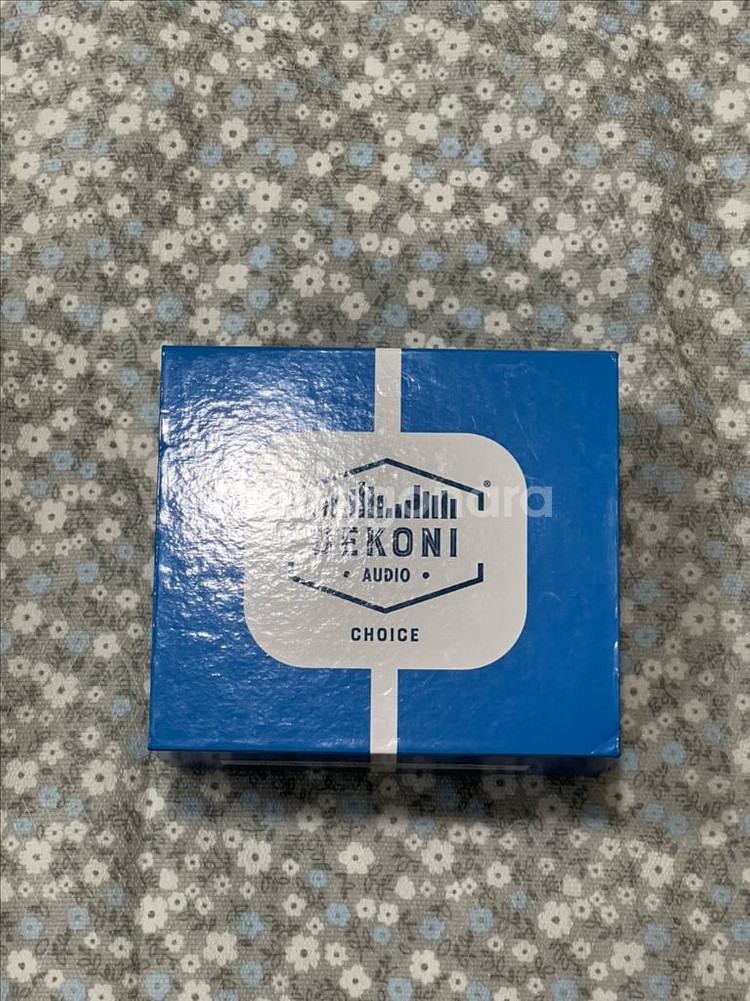 DEKONI
®
• AUDIO •
CHOICE